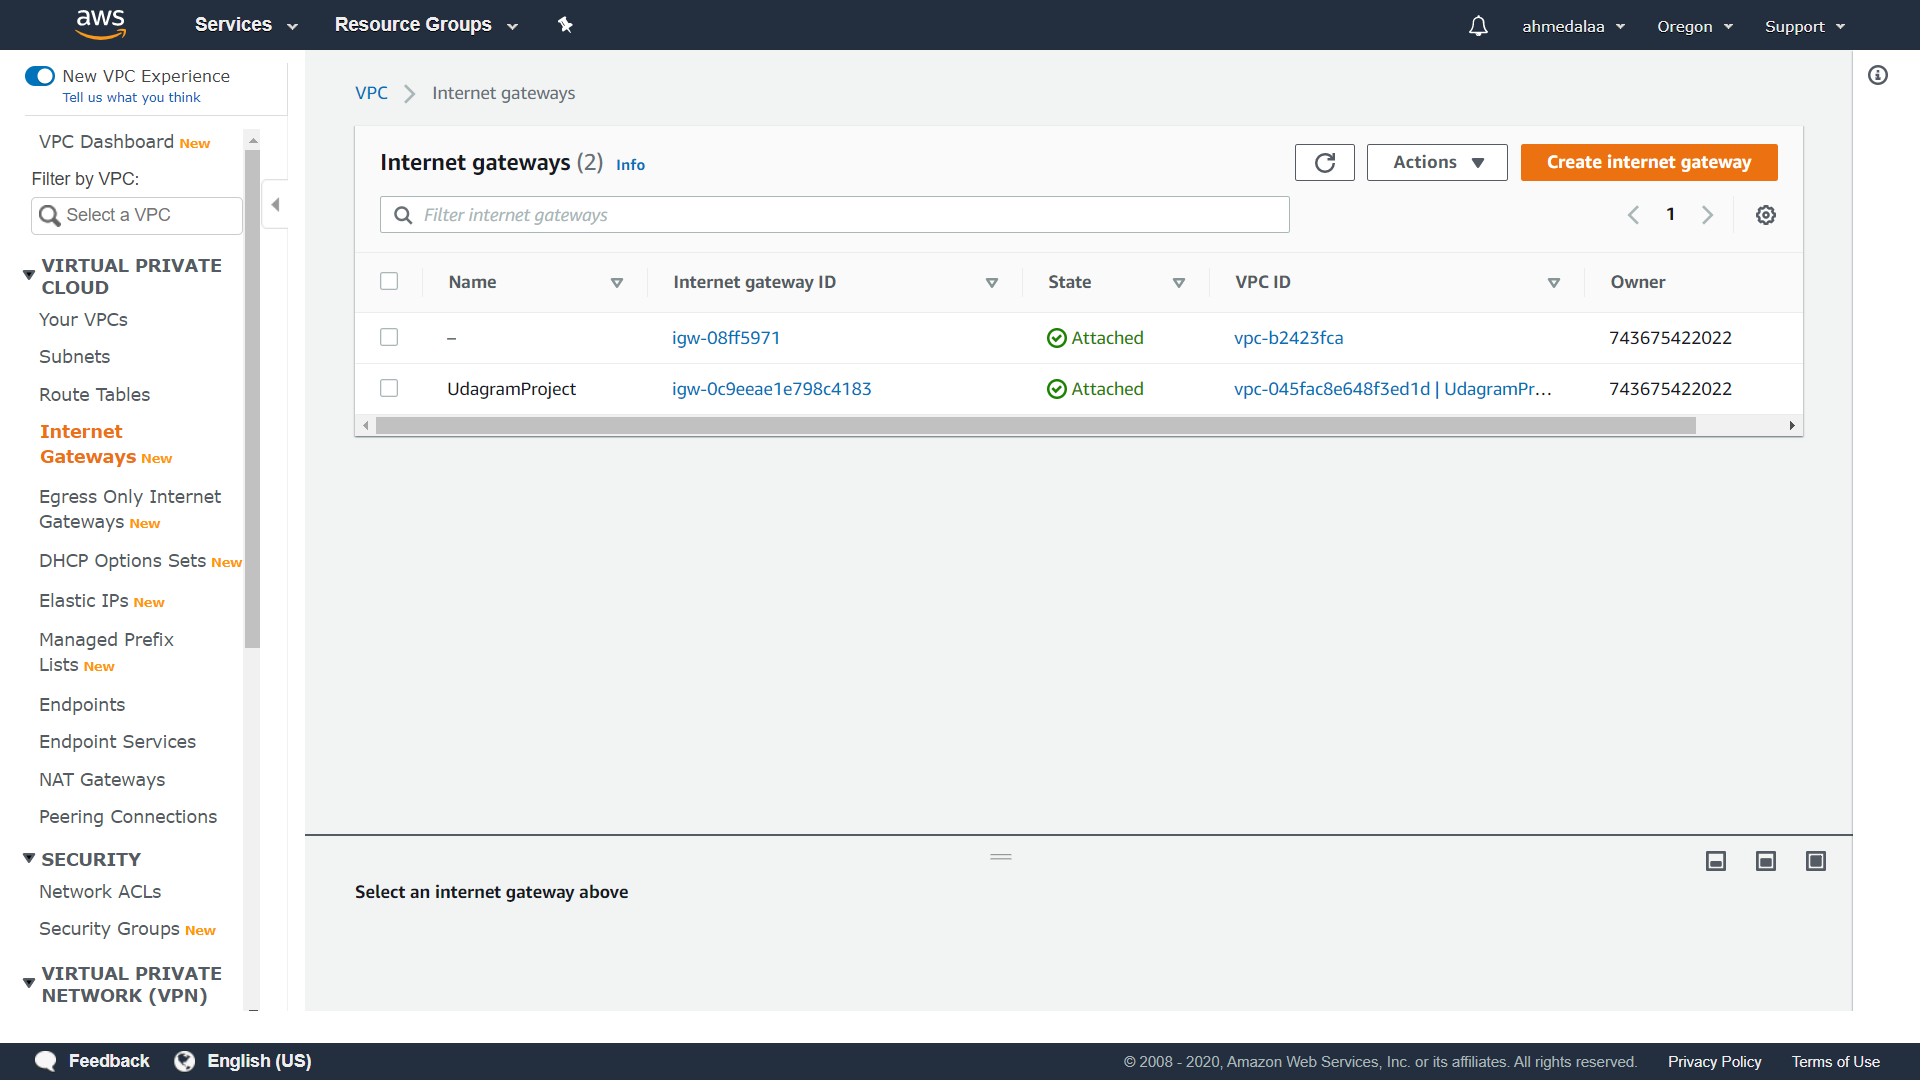 aws
Services
Resource Groups
ahmedalaa
Oregon
Support
New VPC Experience
Tell us what you think
VPC Dashboard New
Filter by VPC:
Select a VPC
VIRTUAL PRIVATE
CLOUD
Your VPCs
Subnets
Route Tables
Internet
Gateways New
Egress Only Internet
Gateways New
DHCP Options Sets New
Elastic IPs New
Managed Prefix
Lists New
Endpoints
Endpoint Services
NAT Gateways
Peering Connections
SECURITY
Network ACLs
Security Groups New
VIRTUAL PRIVATE
NETWORK (VPN)
VPC > Internet gateways
Internet gateways (2) Info
Actions
Create internet gateway
Filter internet gateways
1
Name Internet gateway ID State VPC ID Owner
– igw-08ff5971 Attached vpc-b2423fca 743675422022
UdagramProject igw-0c9eeae1e798c4183 Attached vpc-045fac8e648f3ed1d | UdagramPr... 743675422022
Select an internet gateway above
Feedback
English (US)
© 2008 - 2020, Amazon Web Services, Inc. or its affiliates. All rights reserved.
Privacy Policy
Terms of Use